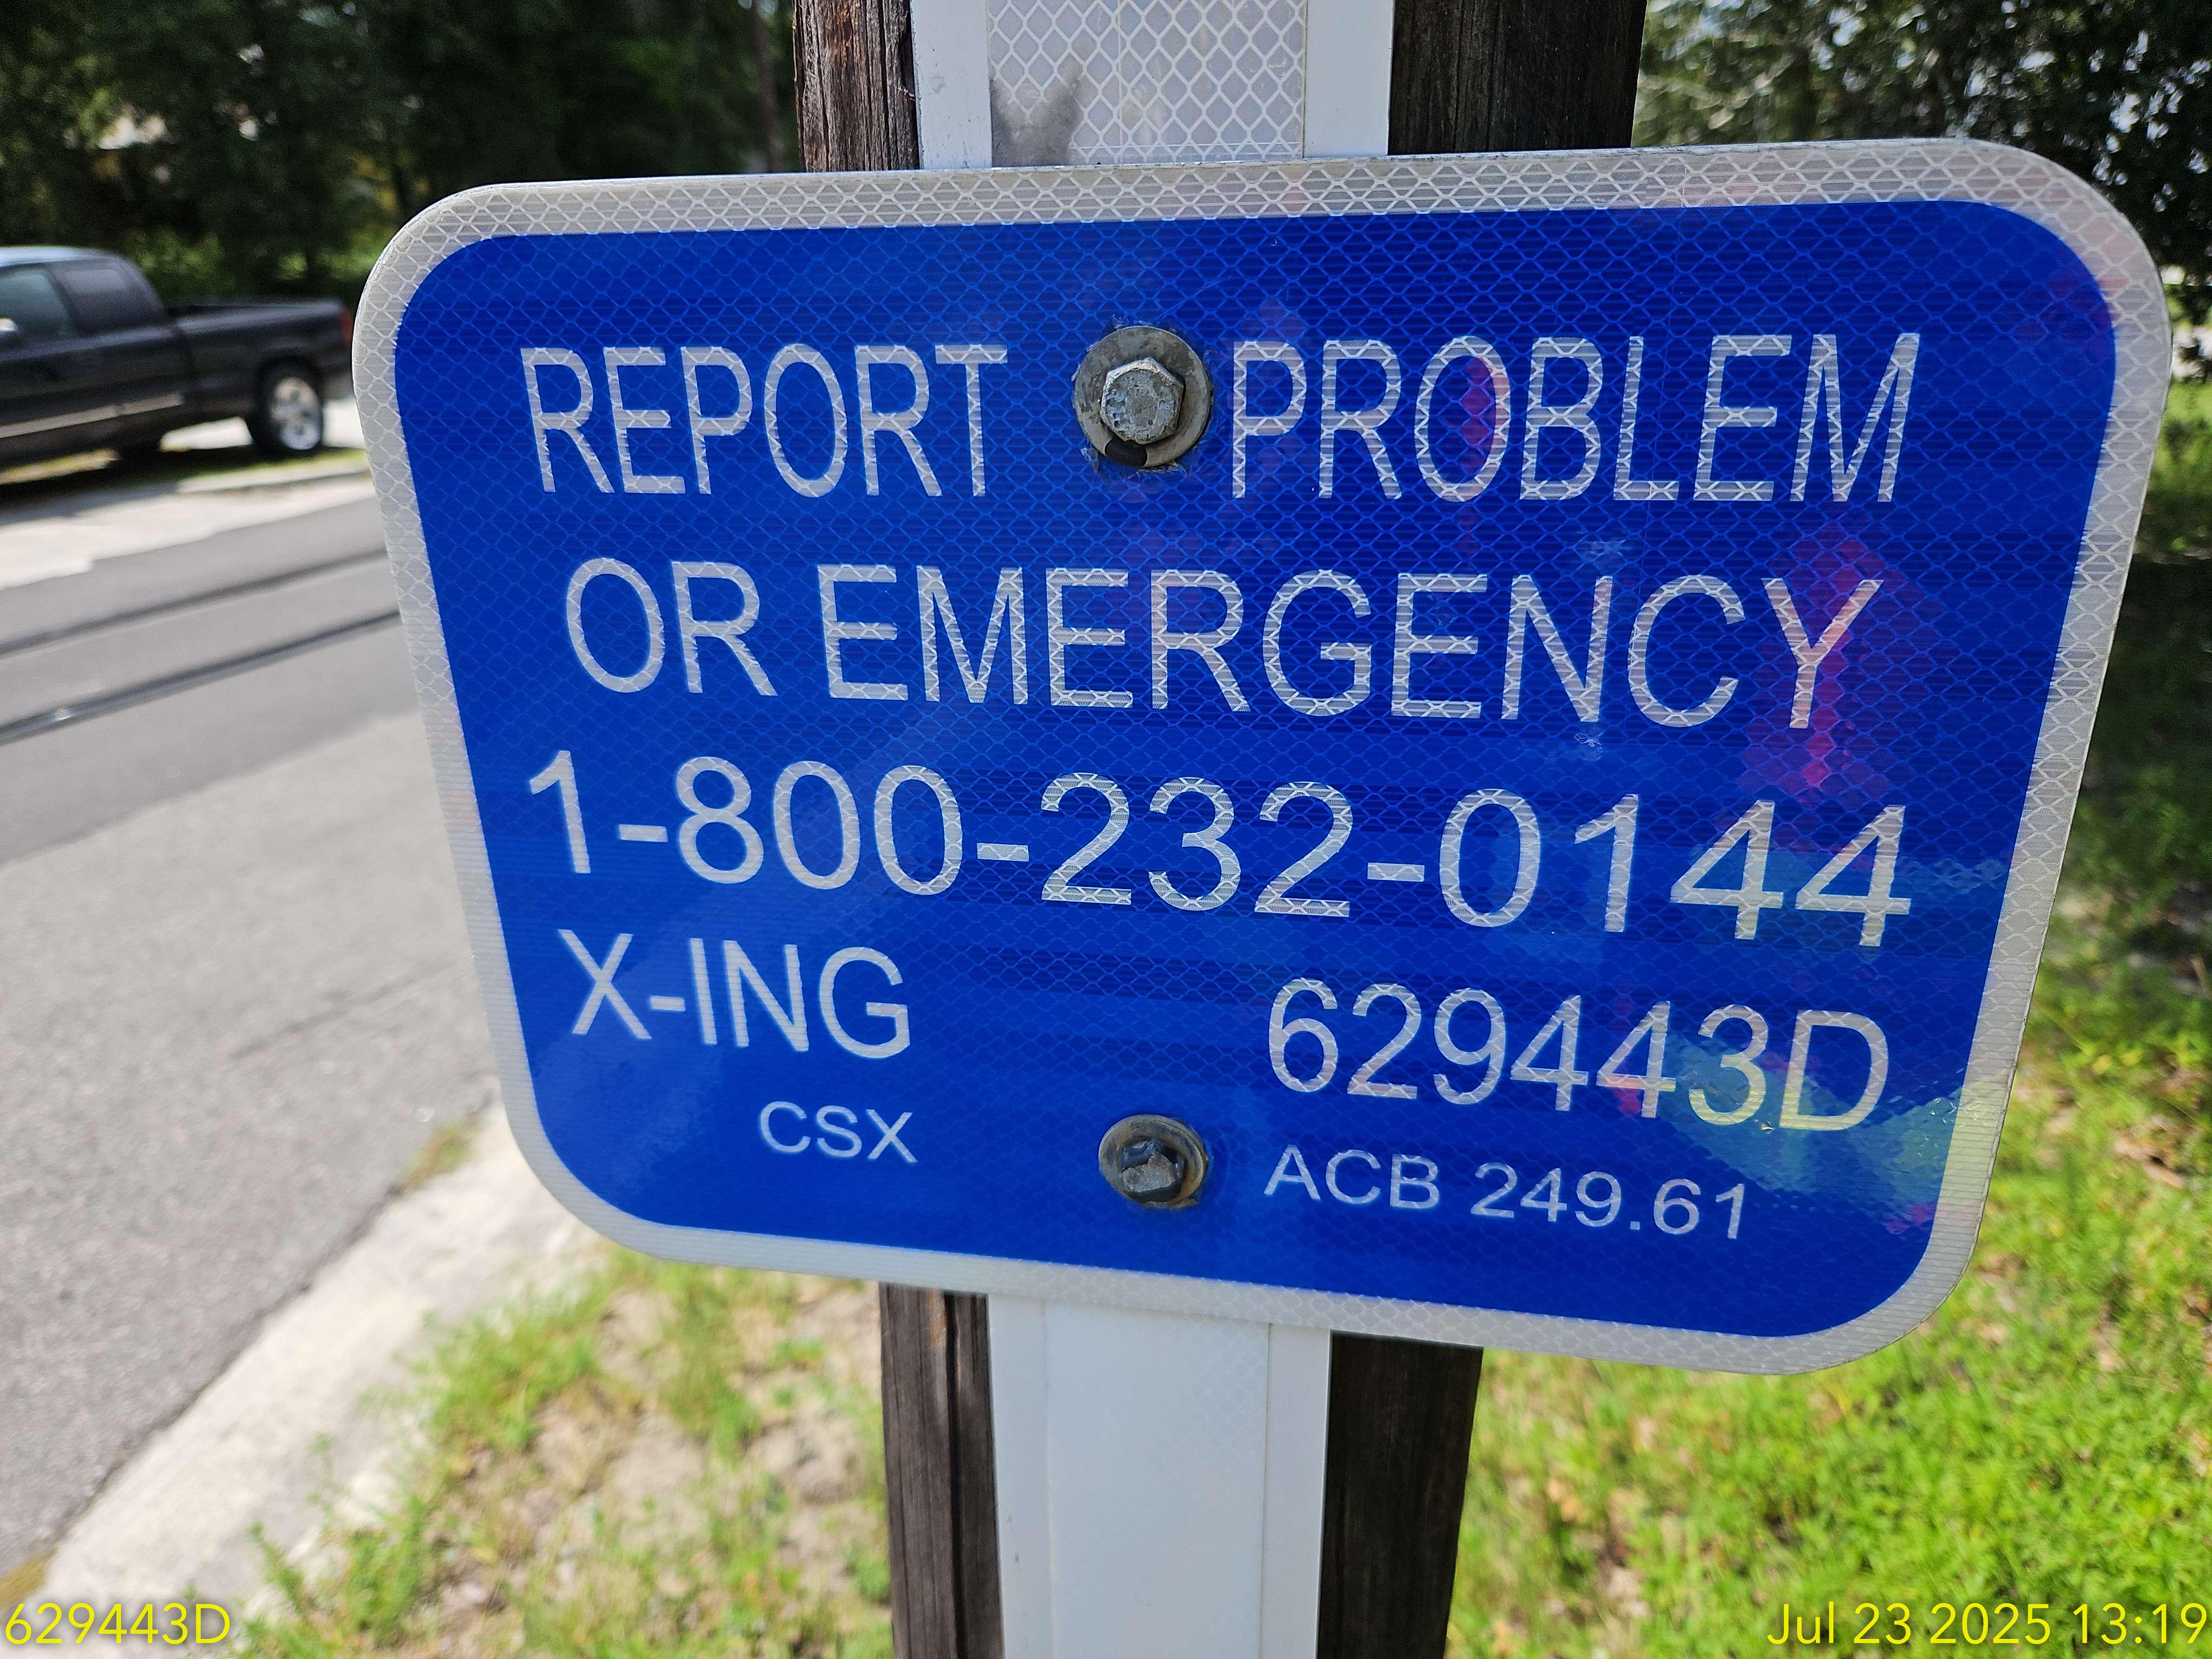 REPORT PROBLEM
OR EMERGENCY
1-800-232-0144
X-ING 629443D
CSX ACB 249.61
629443D
Jul 23 2025 13:19